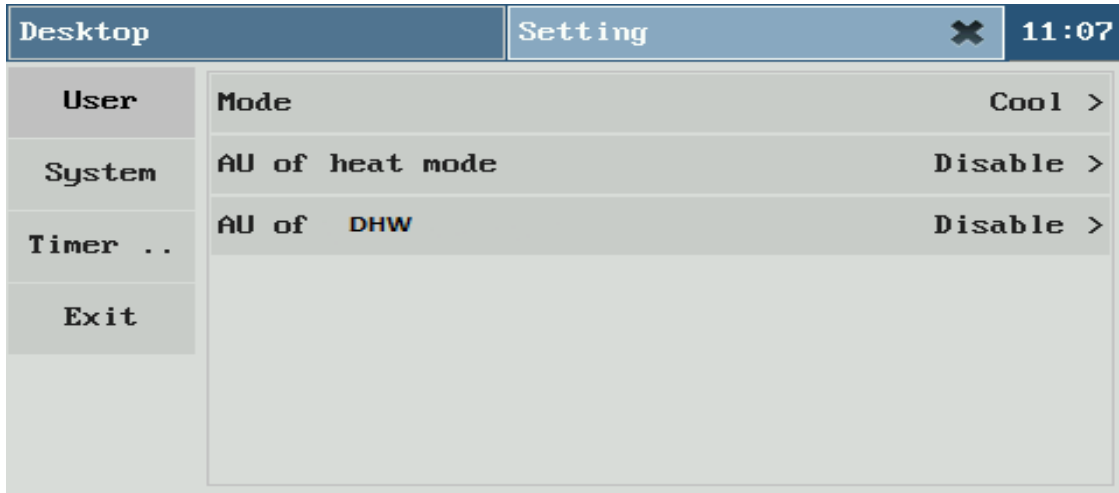 Desktop Setting ✖ 11:07
User
System
Timer ..
Exit
Mode Cool >
AU of heat mode Disable >
AU of DHW Disable >